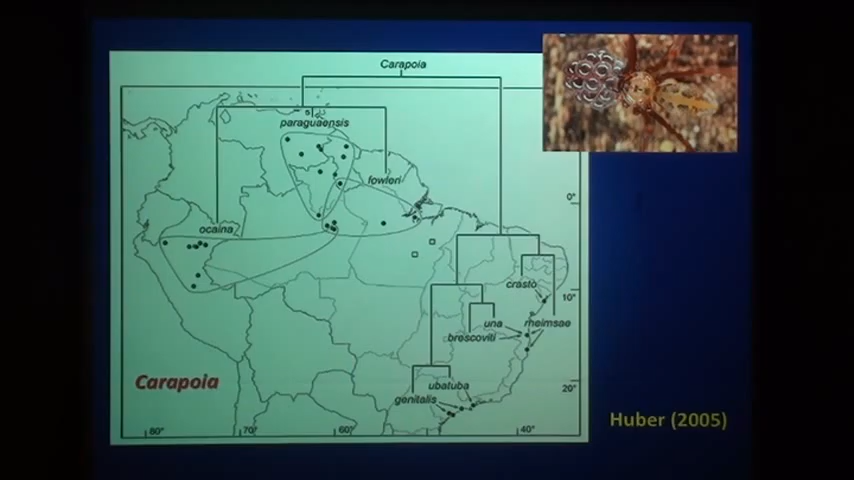 Carapoia
paraguaensis
fowleri
ocaina
0°
crasto
10°
una
rheimsae
brescoviti
Carapoia
ubatuba
20°
genitalis
Huber (2005)
80°
70°
60°
40°